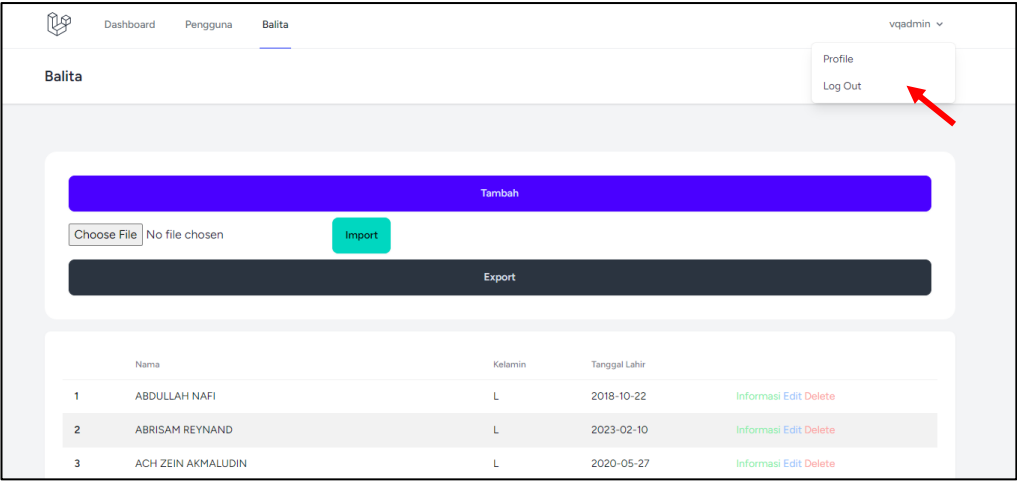 Dashboard Pengguna Balita vqadmin
Profile
Balita
Log Out
Tambah
Choose File No file chosen Import
Export
Nama Kelamin Tanggal Lahir
1 ABDULLAH NAFI L 2018-10-22 Informasi Edit Delete
2 ABRISAM REYNAND L 2023-02-10 Informasi Edit Delete
3 ACH ZEIN AKMALUDIN L 2020-05-27 Informasi Edit Delete